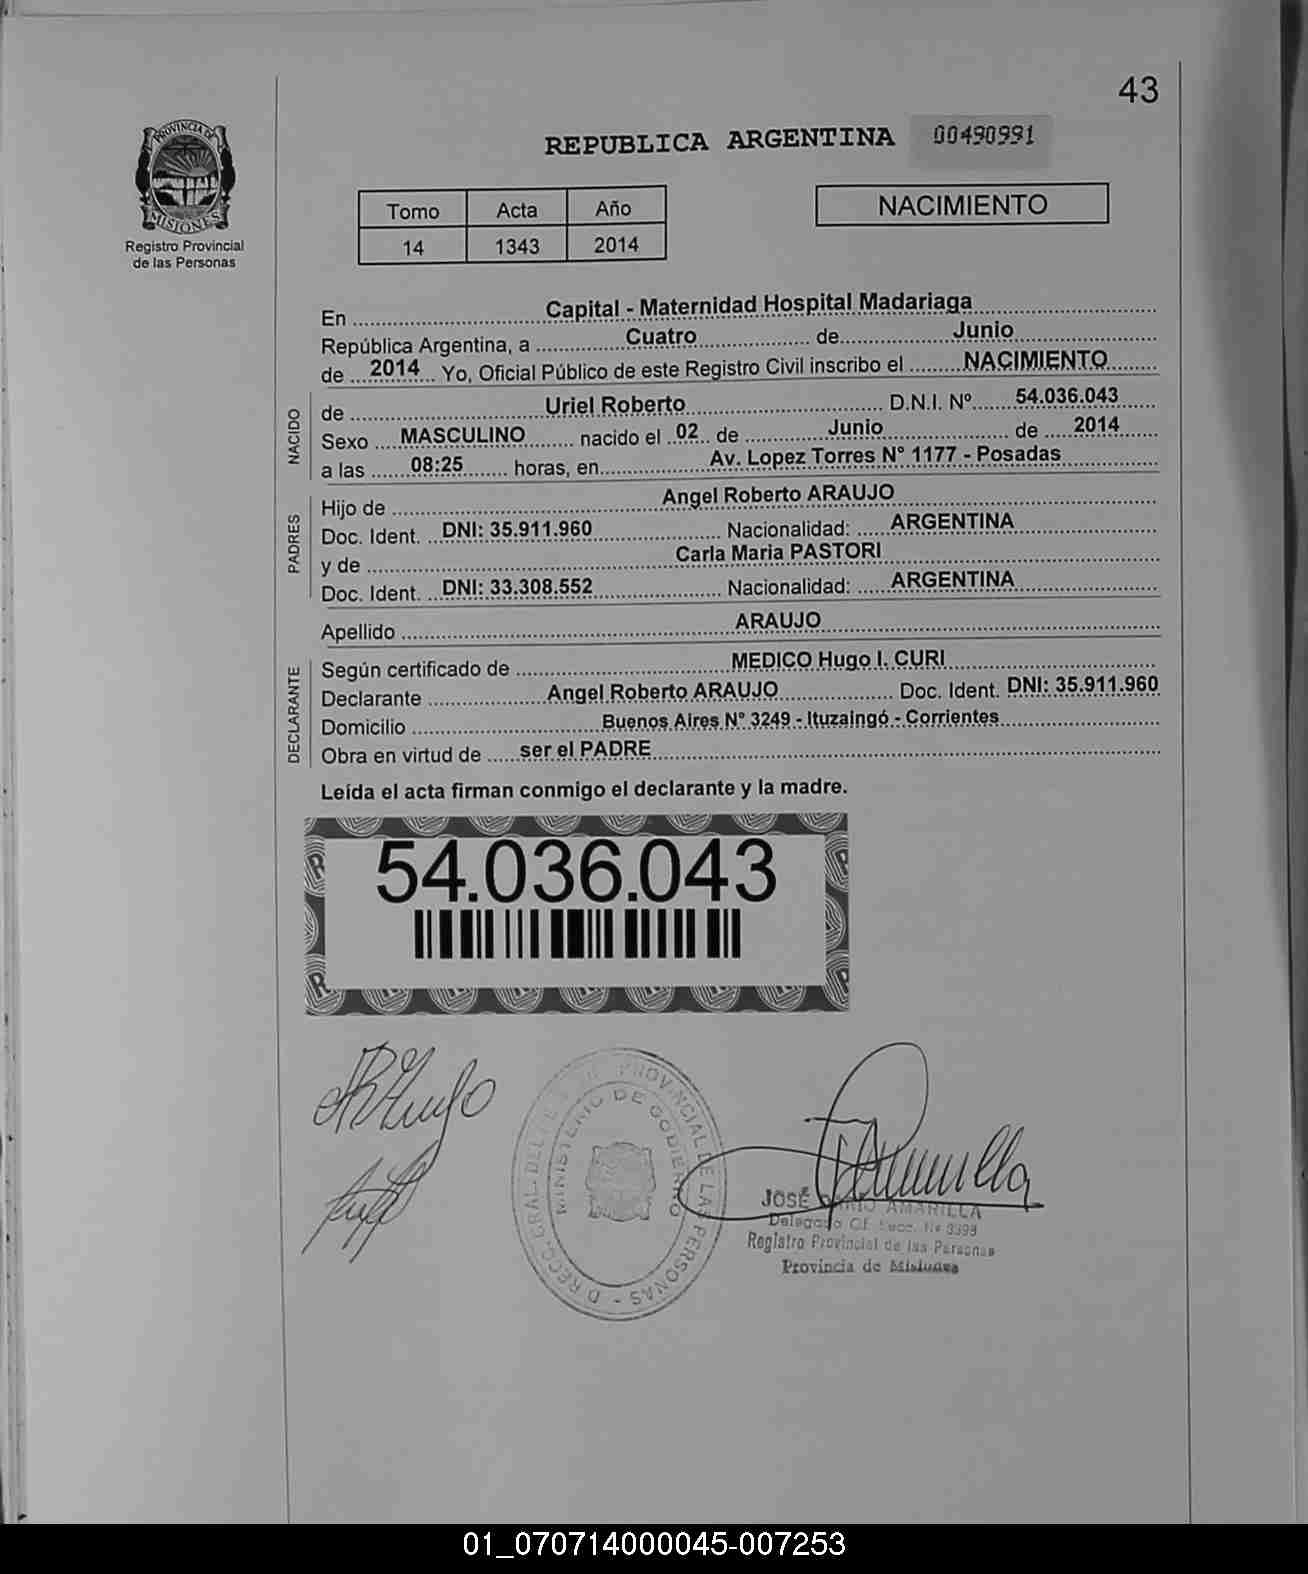 43
PROVINCIA DE
MISIONES
Registro Provincial
de las Personas
REPUBLICA ARGENTINA 00490991
Tomo Acta Año
14 1343 2014
NACIMIENTO
En Capital - Maternidad Hospital Madariaga
República Argentina, a Cuatro de Junio
de 2014 Yo, Oficial Público de este Registro Civil inscribo el NACIMIENTO
NACIDO
de Uriel Roberto D.N.I. Nº 54.036.043
Sexo MASCULINO nacido el 02 de Junio de 2014
a las 08:25 horas, en Av. Lopez Torres N° 1177 - Posadas
PADRES
Hijo de Angel Roberto ARAUJO
Doc. Ident. DNI: 35.911.960 Nacionalidad: ARGENTINA
y de Carla Maria PASTORI
Doc. Ident. DNI: 33.308.552 Nacionalidad: ARGENTINA
Apellido ARAUJO
DECLARANTE
Según certificado de MEDICO Hugo I. CURI
Declarante Angel Roberto ARAUJO Doc. Ident. DNI: 35.911.960
Domicilio Buenos Aires N° 3249 - Ituzaingó - Corrientes
Obra en virtud de ser el PADRE
Leída el acta firman conmigo el declarante y la madre.
54.036.043
PROVINCIAL DE LAS PERSONAS
MINISTERIO DE GOBIERNO
JOSÉ DARIO AMARILLA
Registro Provincial de las Personas
Provincia de Misiones
01_070714000045-007253